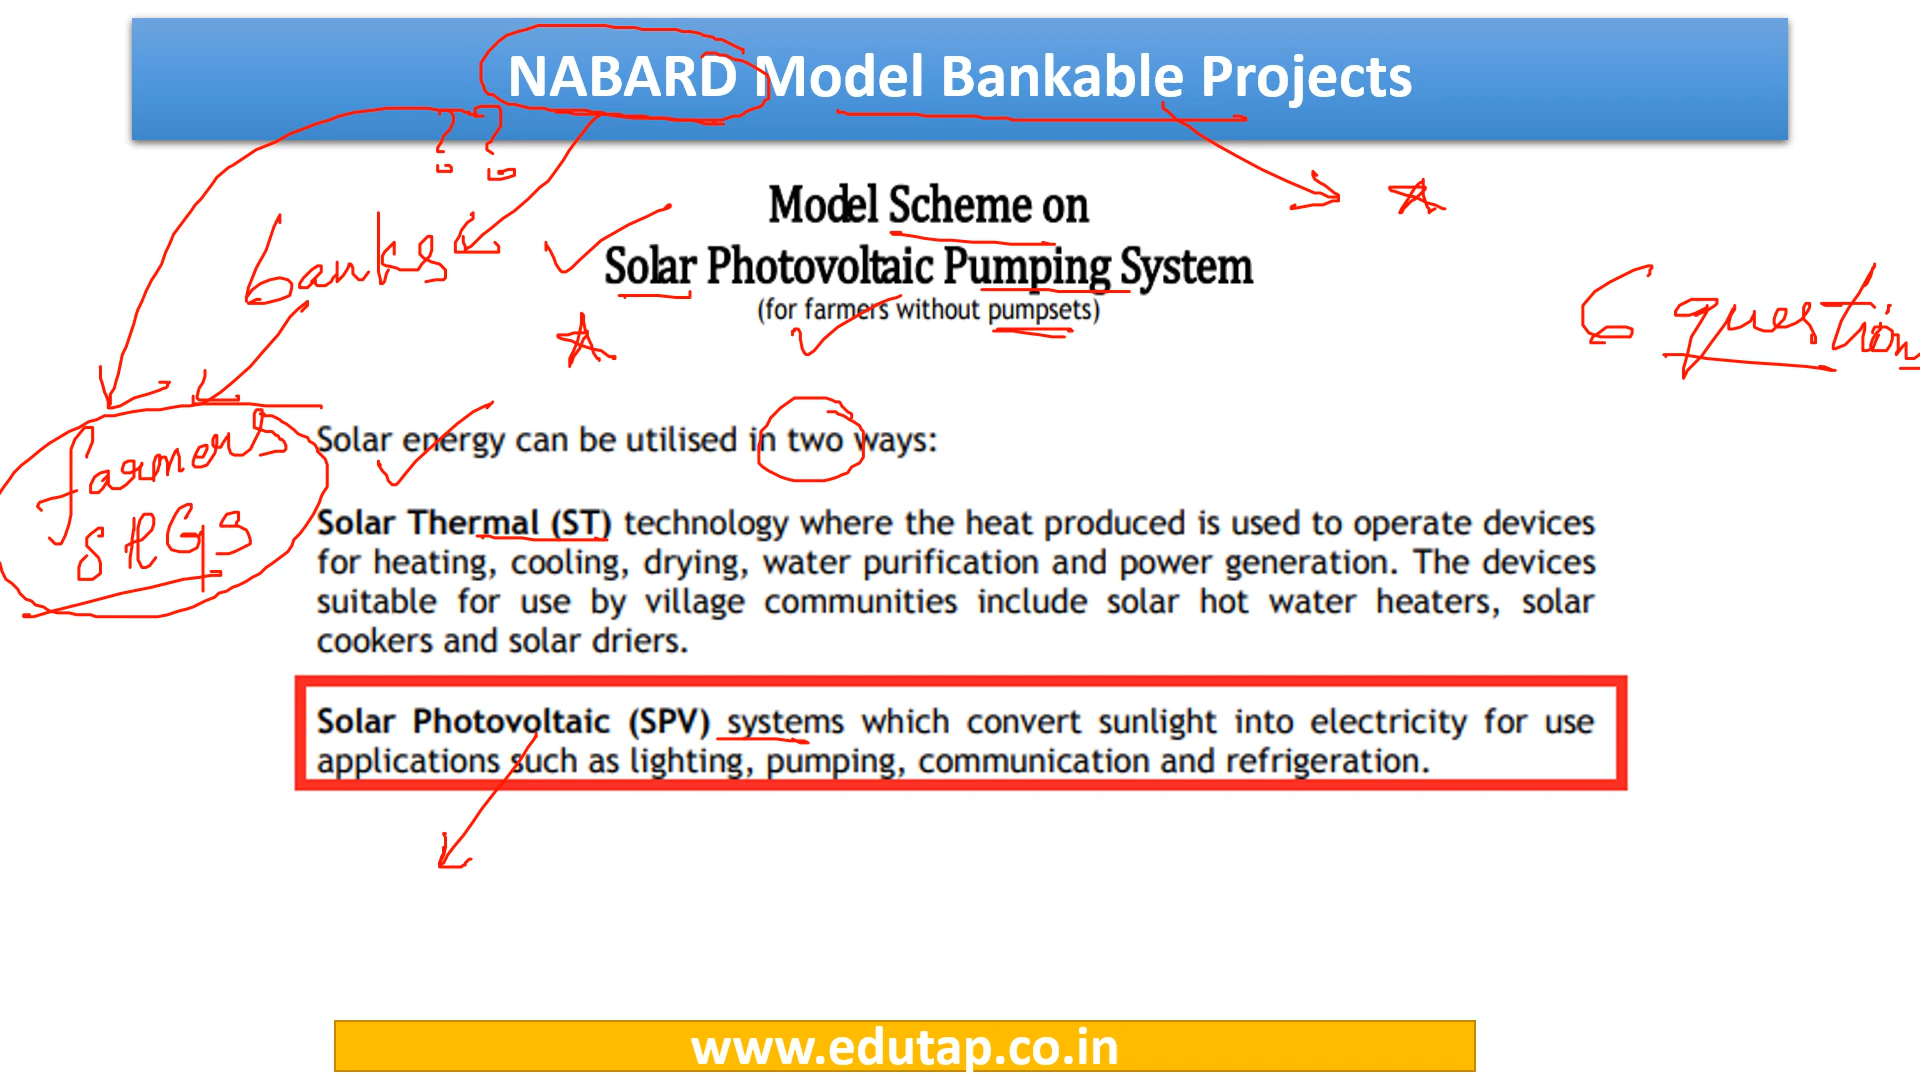 NABARD Model Bankable Projects
? ?
Model Scheme on
banks
Solar Photovoltaic Pumping System
(for farmers without pumpsets)
6 question
Solar energy can be utilised in two ways:
farmers
SHGs
Solar Thermal (ST) technology where the heat produced is used to operate devices
for heating, cooling, drying, water purification and power generation. The devices
suitable for use by village communities include solar hot water heaters, solar
cookers and solar driers.
Solar Photovoltaic (SPV) systems which convert sunlight into electricity for use
applications such as lighting, pumping, communication and refrigeration.
www.edutap.co.in